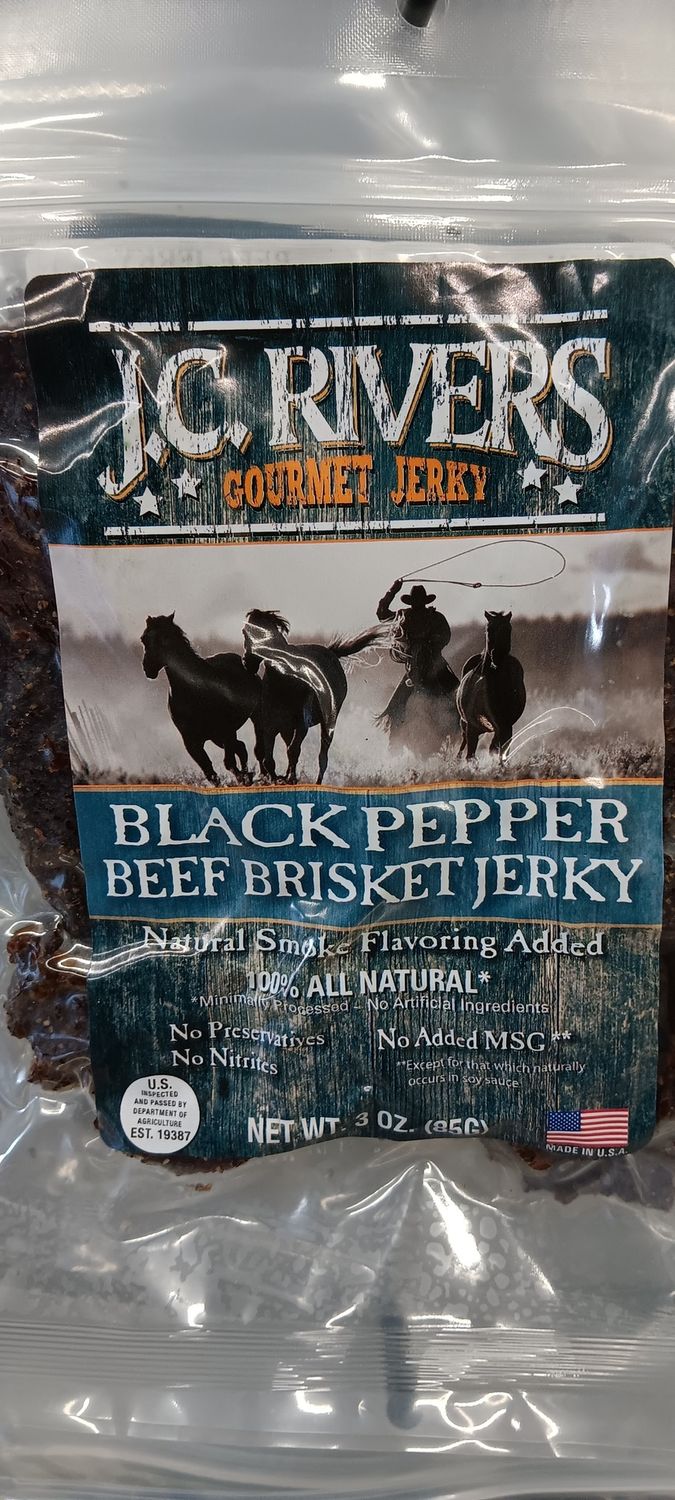 J.C. RIVERS
GOURMET JERKY
BLACK PEPPER
BEEF BRISKET JERKY
Natural Smoke Flavoring Added
100% ALL NATURAL*
*Minimally Processed - No Artificial Ingredients
No Preservatives
No Nitrites
No Added MSG**
**Except for that which naturally
occurs in soy sauce
U.S.
INSPECTED
AND PASSED BY
DEPARTMENT OF
AGRICULTURE
EST. 19387
NET WT. 3 OZ. (85G)
MADE IN U.S.A.